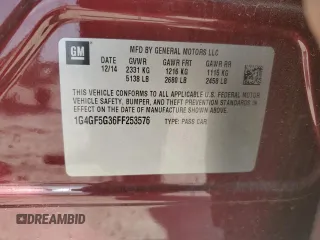 GM
MFD BY GENERAL MOTORS LLC
DATE GVWR GAWR FRT GAWR RR
12/14 2331 KG 1216 KG 1115 KG
5138 LB 2680 LB 2458 LB
THIS VEHICLE CONFORMS TO ALL APPLICABLE U.S. FEDERAL MOTOR
VEHICLE SAFETY, BUMPER, AND THEFT PREVENTION STANDARDS IN
EFFECT ON THE DATE OF MANUFACTURE SHOWN ABOVE.
1G4GF5G36FF253576 TYPE: PASS CAR
DREAMBID